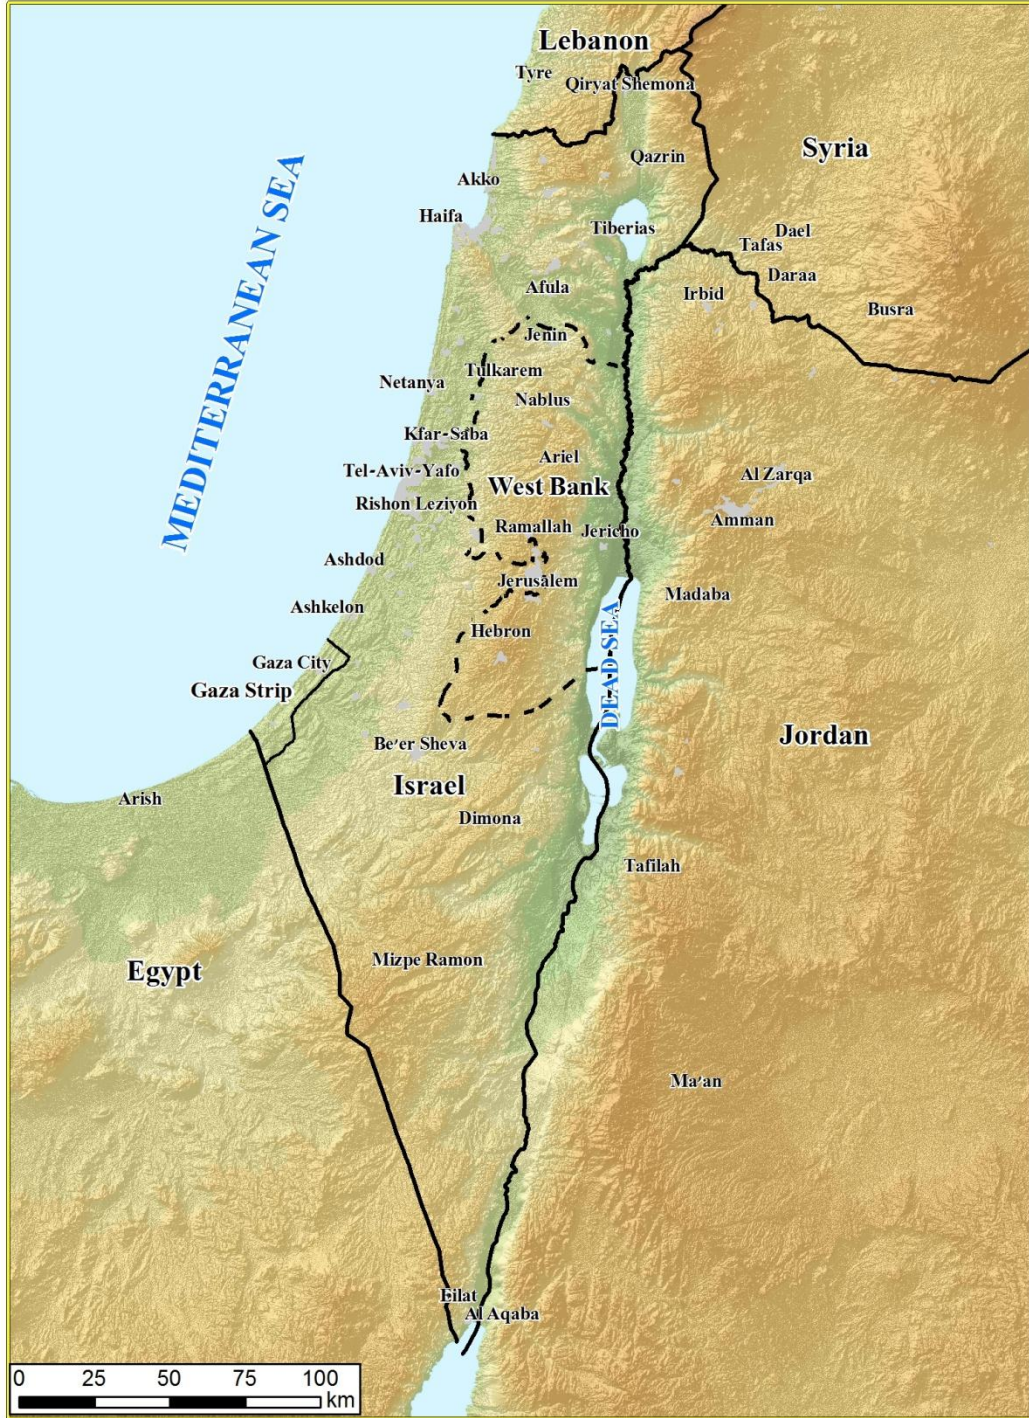 Lebanon
Tyre
Qiryat Shemona
Syria
Qazrin
Akko
Haifa
Tiberias
Dael
Tafas
Daraa
Afula
Irbid
Busra
Jenin
Tulkarem
Netanya
Nablus
MEDITERRANEAN SEA
Kfar-Saba
Ariel
Tel-Aviv-Yafo
Al Zarqa
West Bank
Rishon Leziyon
Amman
Ramallah
Jericho
Ashdod
Jerusalem
Madaba
Ashkelon
Hebron
DEAD SEA
Gaza City
Gaza Strip
Jordan
Be'er Sheva
Israel
Arish
Dimona
Tafilah
Mizpe Ramon
Egypt
Ma'an
Eilat
Al Aqaba
0 25 50 75 100
km